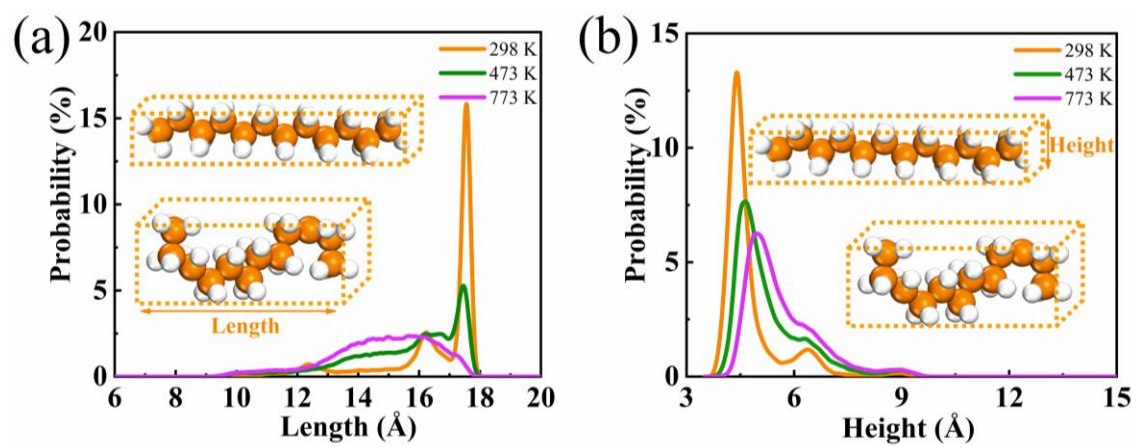 (a)
20
15
10
5
0
Probability (%)
298 K
473 K
773 K
Length
6 8 10 12 14 16 18 20
Length (Å)
(b)
15
10
5
0
Probability (%)
298 K
473 K
773 K
Height
3 6 9 12 15
Height (Å)